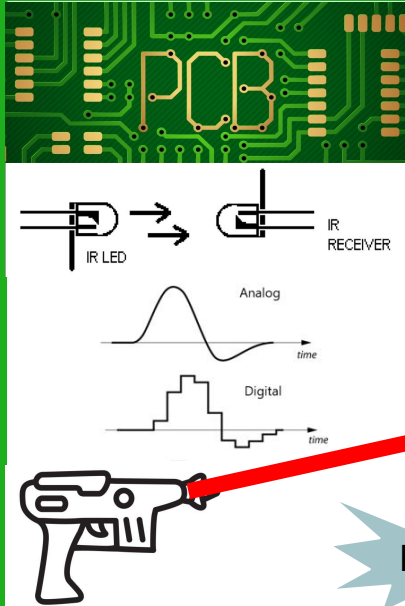 PCB
IR LED
IR
RECEIVER
Analog
time
Digital
time